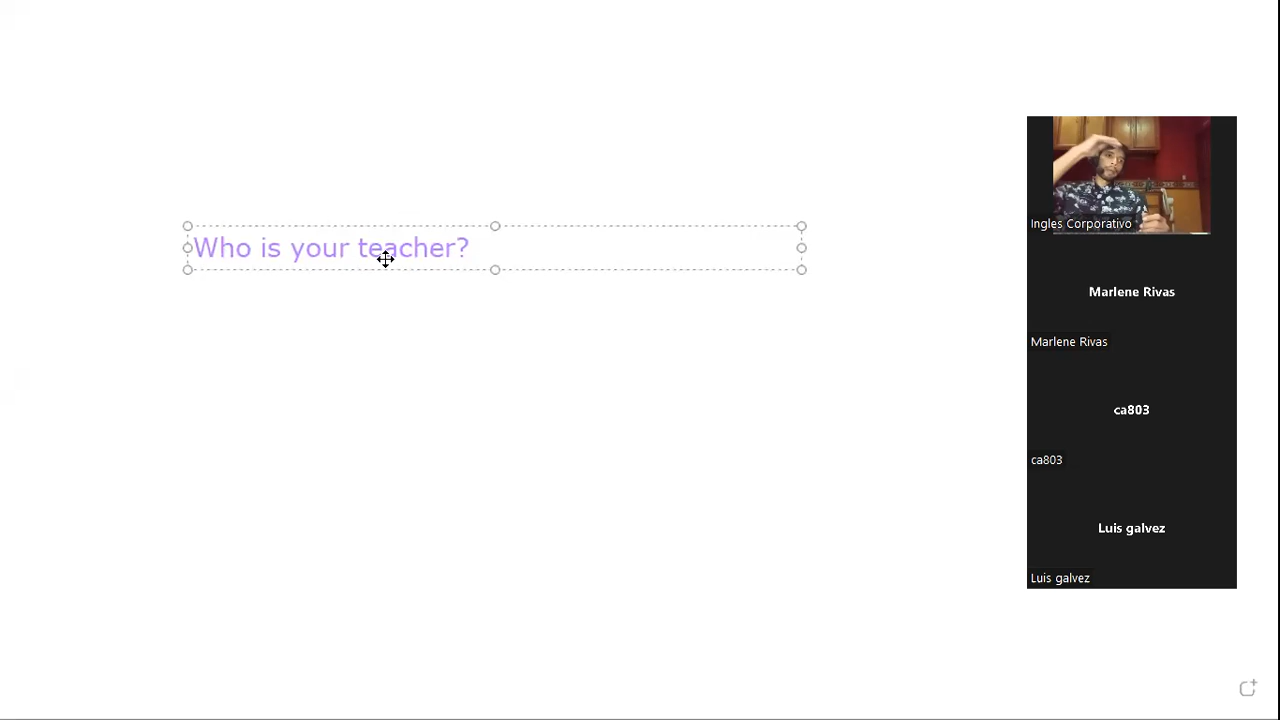 Who is your teacher?
Ingles Corporativo
Marlene Rivas
Marlene Rivas
ca803
ca803
Luis galvez
Luis galvez